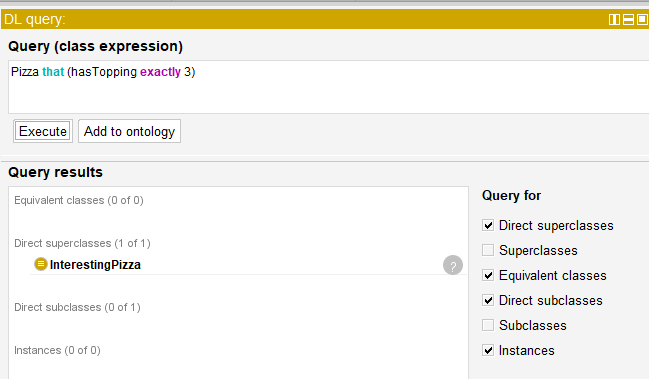 DL query:
Query (class expression)
Pizza that (hasTopping exactly 3)
Execute Add to ontology
Query results
Equivalent classes (0 of 0)
Direct superclasses (1 of 1)
InterestingPizza
?
Direct subclasses (0 of 1)
Instances (0 of 0)
Query for
Direct superclasses
Superclasses
Equivalent classes
Direct subclasses
Subclasses
Instances